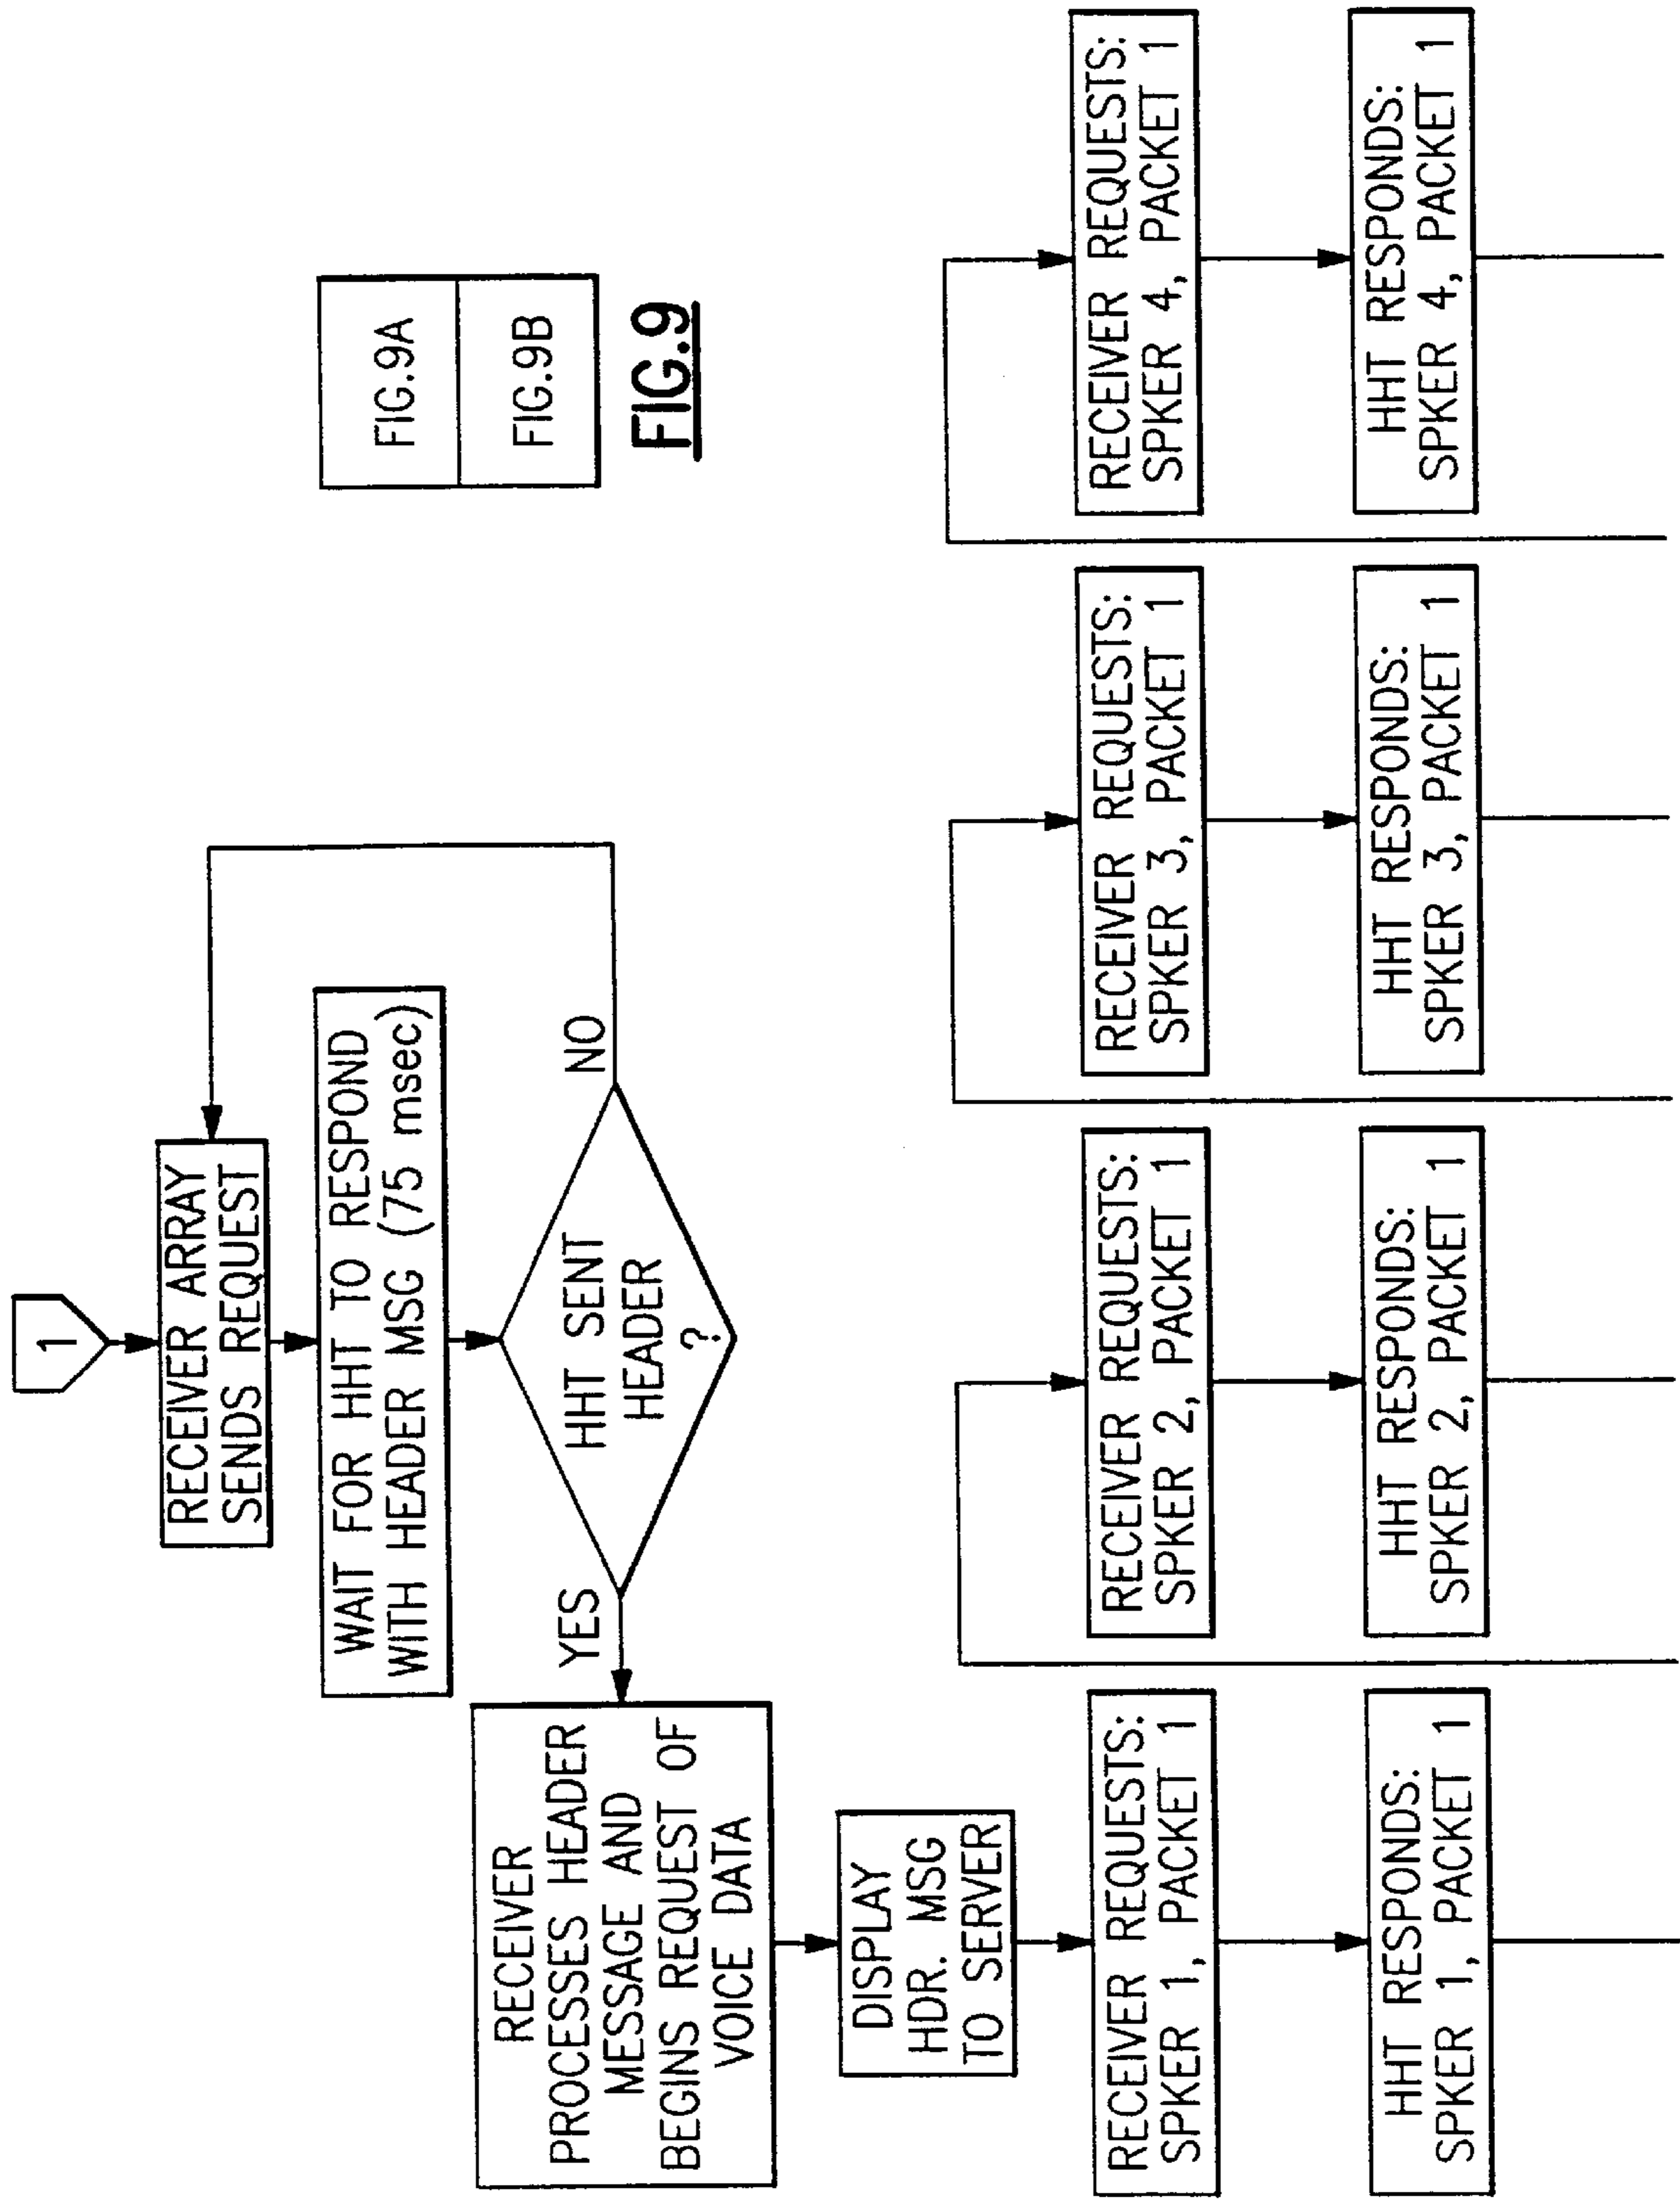 1
RECEIVER ARRAY
SENDS REQUEST
WAIT FOR HHT TO RESPOND
WITH HEADER MSG (75 msec)
HHT SENT
HEADER
?
YES
NO
RECEIVER
PROCESSES HEADER
MESSAGE AND
BEGINS REQUEST OF
VOICE DATA
DISPLAY
HDR. MSG
TO SERVER
FIG.9A
FIG.9B
FIG.9
RECEIVER REQUESTS:
SPKER 1, PACKET 1
HHT RESPONDS:
SPKER 1, PACKET 1
RECEIVER REQUESTS:
SPKER 2, PACKET 1
HHT RESPONDS:
SPKER 2, PACKET 1
RECEIVER REQUESTS:
SPKER 3, PACKET 1
HHT RESPONDS:
SPKER 3, PACKET 1
RECEIVER REQUESTS:
SPKER 4, PACKET 1
HHT RESPONDS:
SPKER 4, PACKET 1